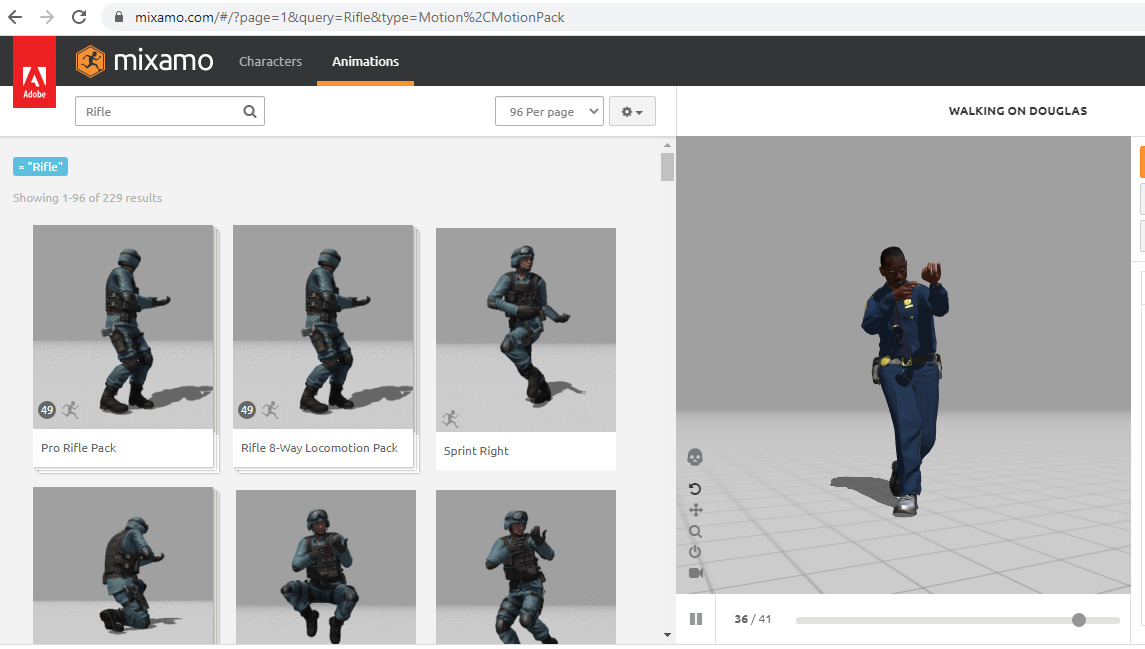 mixamo.com/#/?page=1&query=Rifle&type=Motion%2CMotionPack
Adobe
mixamo
Characters
Animations
Rifle
96 Per page
WALKING ON DOUGLAS
× "Rifle"
Showing 1-96 of 229 results
49
Pro Rifle Pack
49
Rifle 8-Way Locomotion Pack
Sprint Right
36 / 41